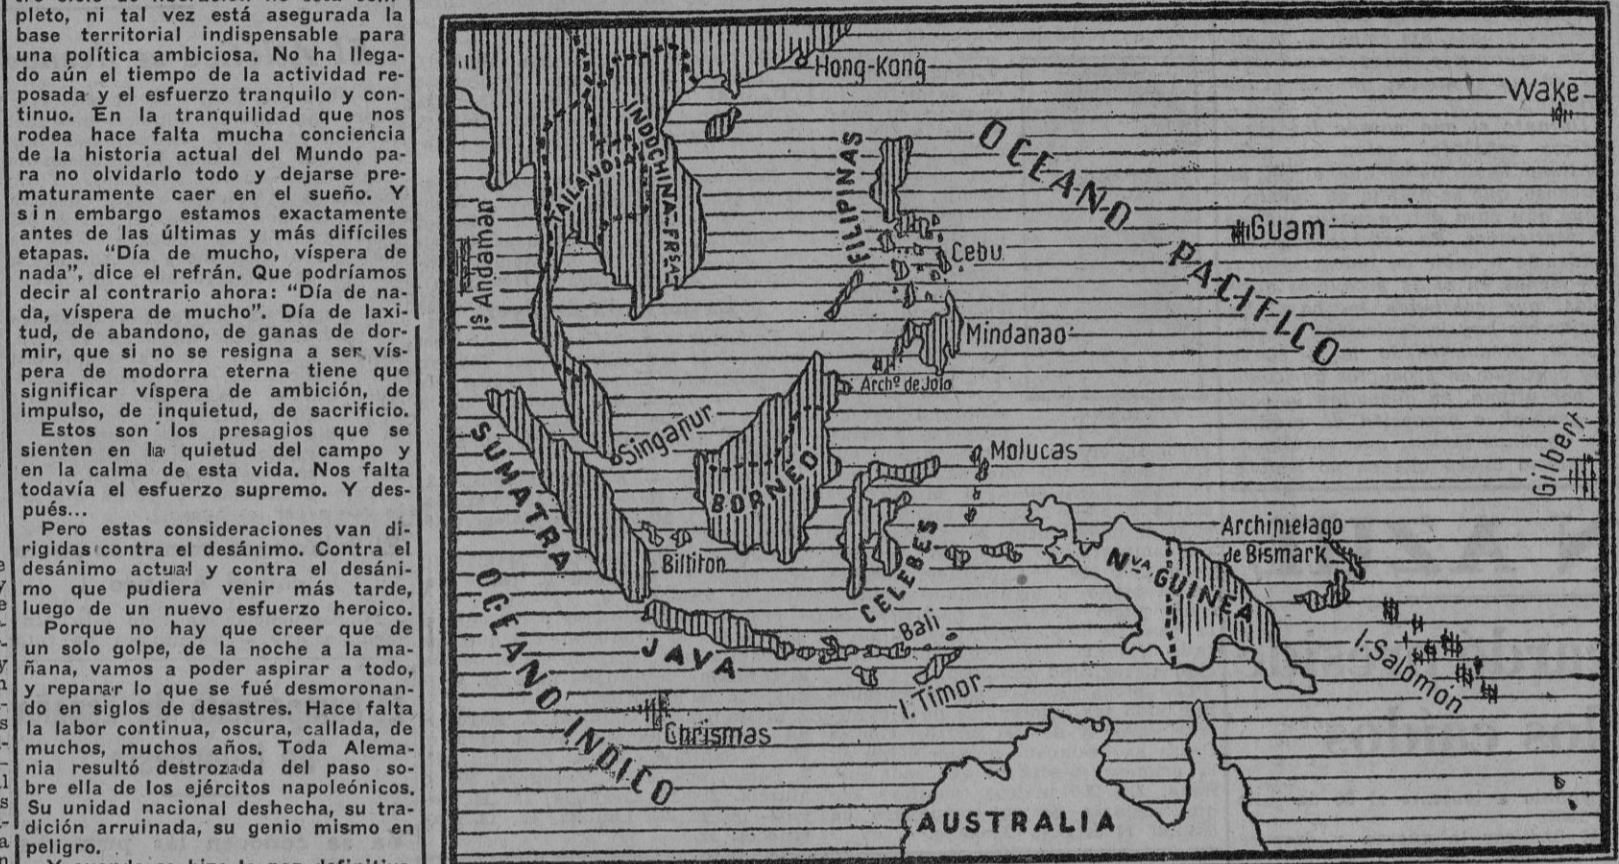 pleto, ni tal vez está asegurada la
base territorial indispensable para
una política ambiciosa. No ha llega-
do aún el tiempo de la actividad re-
posada y el esfuerzo tranquilo y con-
tinuo. En la tranquilidad que nos
rodea hace falta mucha conciencia
de la historia actual del Mundo pa-
ra no olvidarlo todo y dejarse pre-
maturamente caer en el sueño. Y
sin embargo estamos exactamente
antes de las últimas y más difíciles
etapas. “Día de mucho, víspera de
nada”, dice el refrán. Que podríamos
decir al contrario ahora: “Día de na-
da, víspera de mucho”. Día de laxi-
tud, de abandono, de ganas de dor-
mir, que si no se resigna a ser vís-
pera de modorra eterna tiene que
significar víspera de ambición, de
impulso, de inquietud, de sacrificio.
Estos son los presagios que se
sienten en la quietud del campo y
en la calma de esta vida. Nos falta
todavía el esfuerzo supremo. Y des-
pués...
Pero estas consideraciones van di-
rigidas contra el desánimo. Contra el
desánimo actual y contra el desáni-
mo que pudiera venir más tarde,
luego de un nuevo esfuerzo heroico.
Porque no hay que creer que de
un solo golpe, de la noche a la ma-
ñana, vamos a poder aspirar a todo,
y reparar lo que se fué desmoronan-
do en siglos de desastres. Hace falta
la labor continua, oscura, callada, de
muchos, muchos años. Toda Alema-
nia resultó destrozada del paso so-
bre ella de los ejércitos napoleónicos.
Su unidad nacional deshecha, su tra-
dición arruinada, su genio mismo en
peligro.
Hong-Kong
Wake
OCEANO PACIFICO
INDOCHINA-FRSA
TAILANDIA
FILIPINAS
Is Andaman
Guam
Cebu
Mindanao
Archº de Jolo
Singapur
SUMATRA
BORNEO
Molucas
Gilbert
Archipielago
de Bismark
Billiton
CELEBES
Nva GUINEA
OCEANO INDICO
JAVA
Bali
I. Timor
I. Salomon
Chrismas
AUSTRALIA